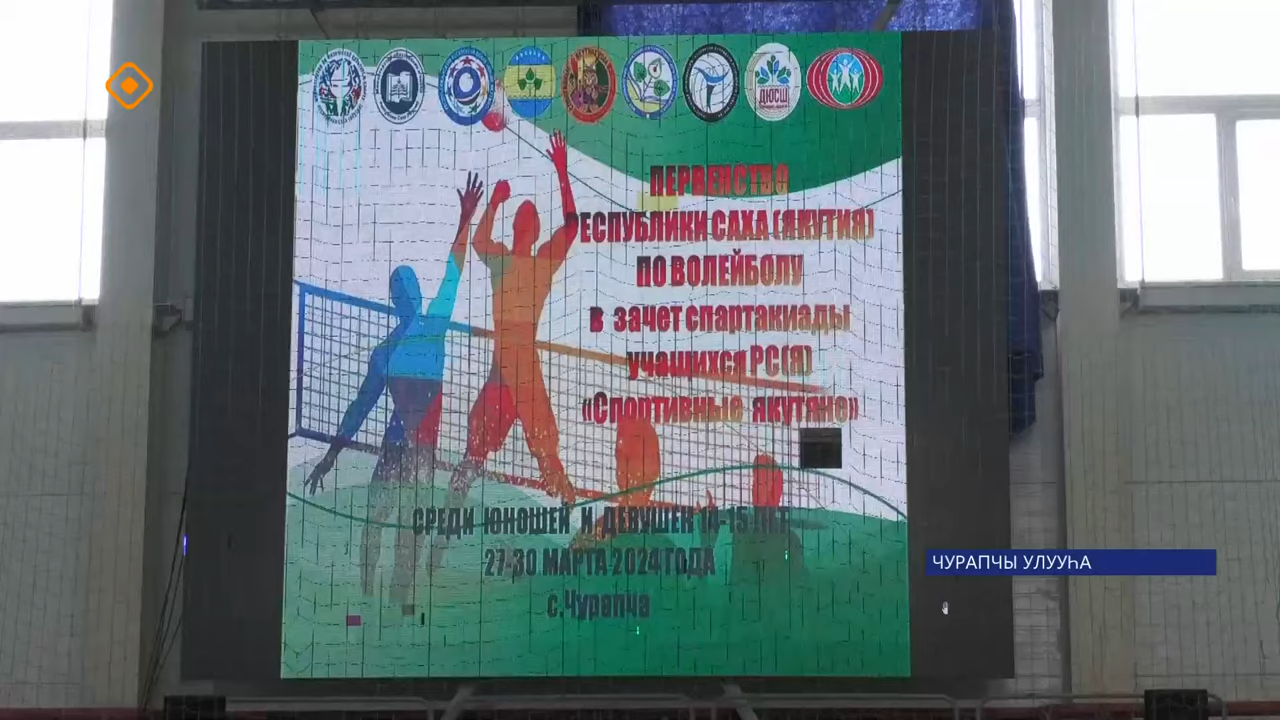 ДЮСШ
ПЕРВЕНСТВО
РЕСПУБЛИКИ САХА (ЯКУТИЯ)
ПО ВОЛЕЙБОЛУ
в зачет спартакиады
учащихся РС(Я)
«Спортивные якутяне»
СРЕДИ ЮНОШЕЙ И ДЕВУШЕК 14-15 ЛЕТ
27-30 МАРТА 2024 ГОДА
с.Чурапча
ЧУРАПЧЫ УЛУУҺА